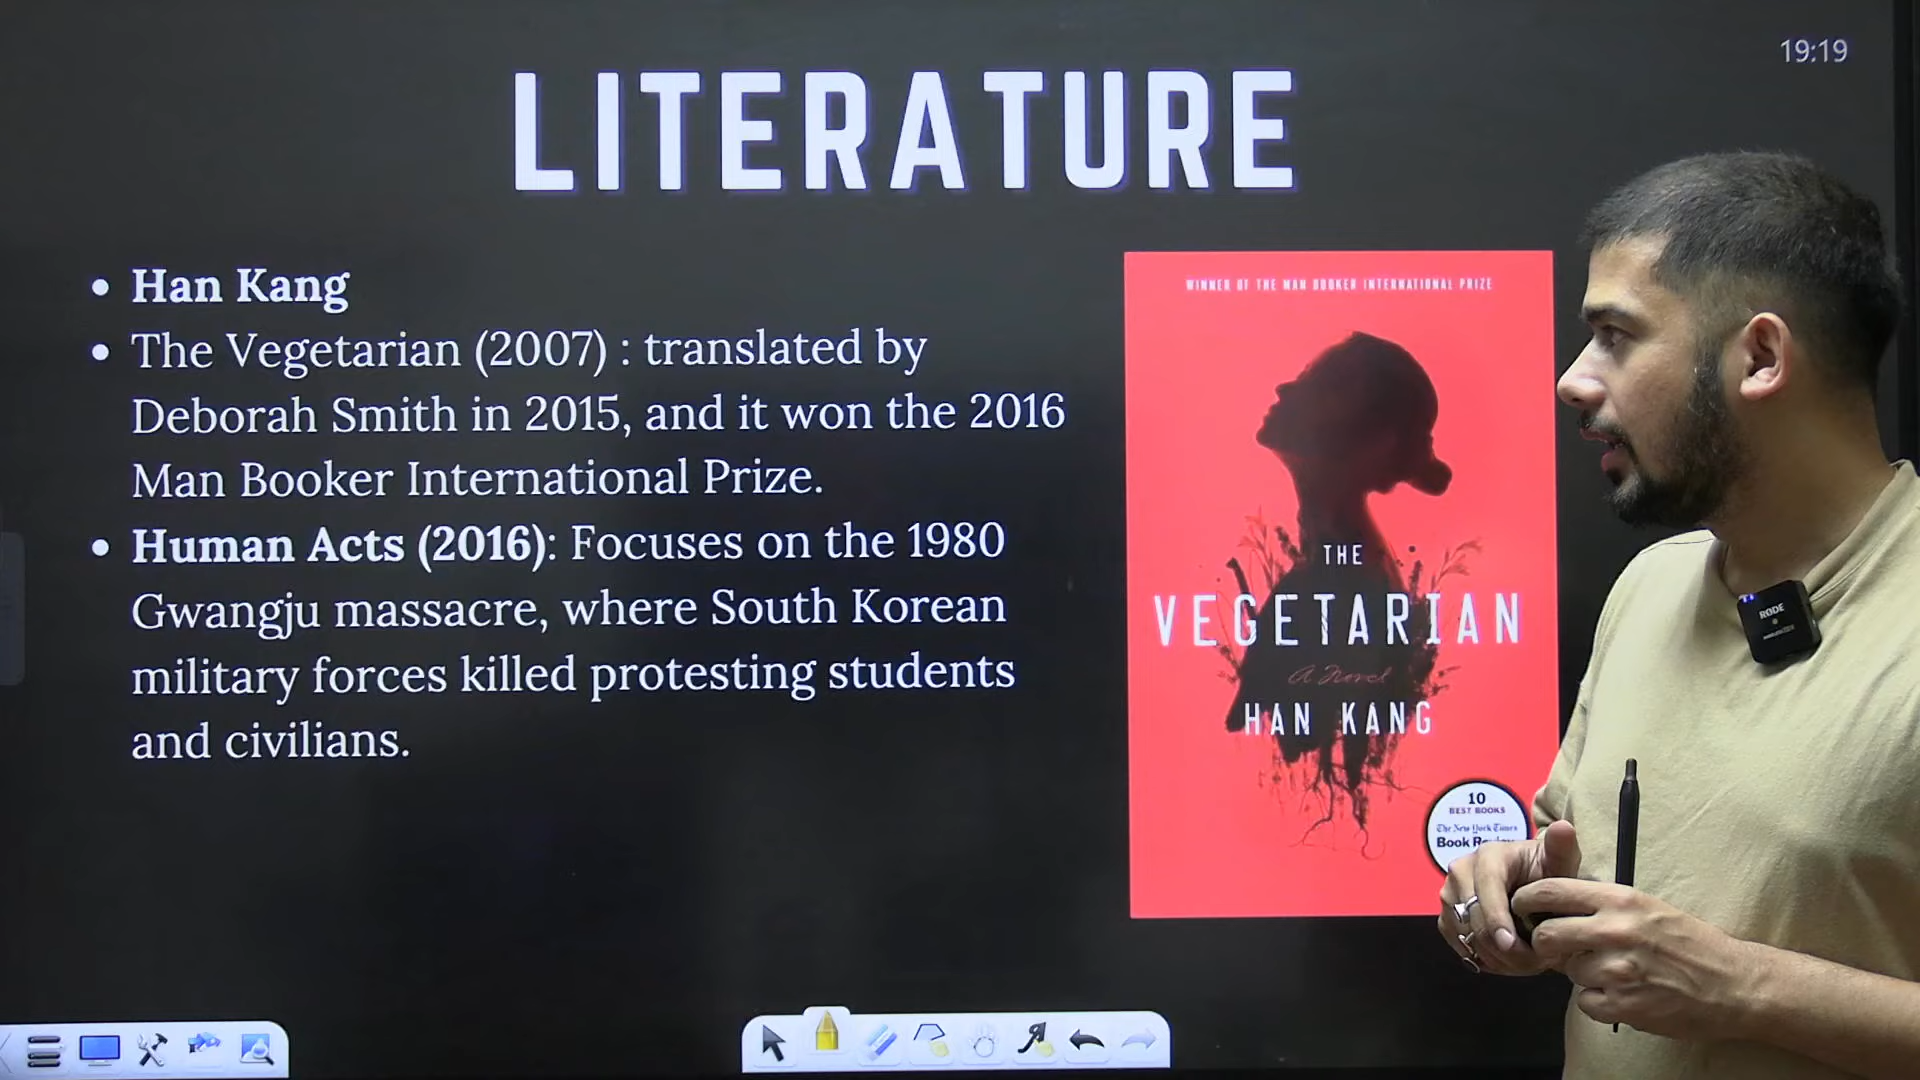 19:19
LITERATURE
Han Kang
The Vegetarian (2007) : translated by
Deborah Smith in 2015, and it won the 2016
Man Booker International Prize.
Human Acts (2016): Focuses on the 1980
Gwangju massacre, where South Korean
military forces killed protesting students
and civilians.
WINNER OF THE MAN BOOKER INTERNATIONAL PRIZE
THE
VEGETARIAN
A Novel
HAN KANG
10
BEST BOOKS
The New York Times
Book
RØDE